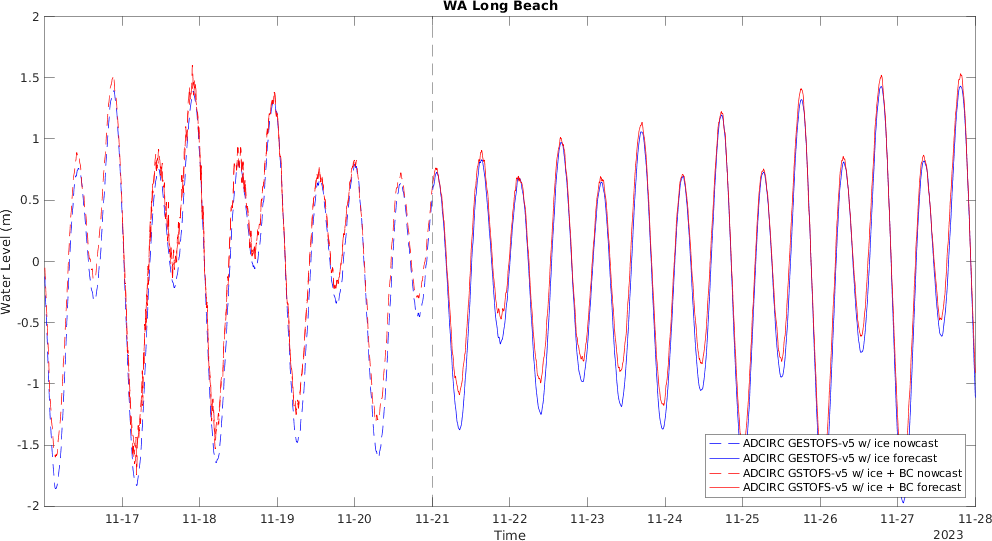 WA Long Beach
Water Level (m)
2
1.5
1
0.5
0
-0.5
-1
-1.5
-2
ADCIRC GESTOFS-v5 w/ ice nowcast
ADCIRC GESTOFS-v5 w/ ice forecast
ADCIRC GSTOFS-v5 w/ ice + BC nowcast
ADCIRC GSTOFS-v5 w/ ice + BC forecast
11-17 11-18 11-19 11-20 11-21 11-22 11-23 11-24 11-25 11-26 11-27 11-28
Time
2023